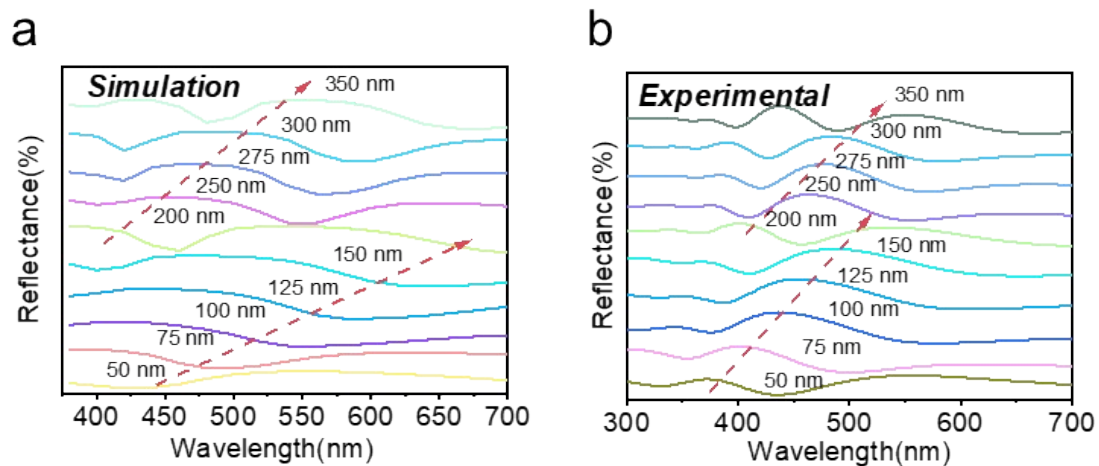 a
Simulation
350 nm
300 nm
275 nm
250 nm
200 nm
150 nm
125 nm
100 nm
75 nm
50 nm
Reflectance(%)
400 450 500 550 600 650 700
Wavelength(nm)
b
Experimental
350 nm
300 nm
275 nm
250 nm
200 nm
150 nm
125 nm
100 nm
75 nm
50 nm
Reflectance(%)
300 400 500 600 700
Wavelength(nm)